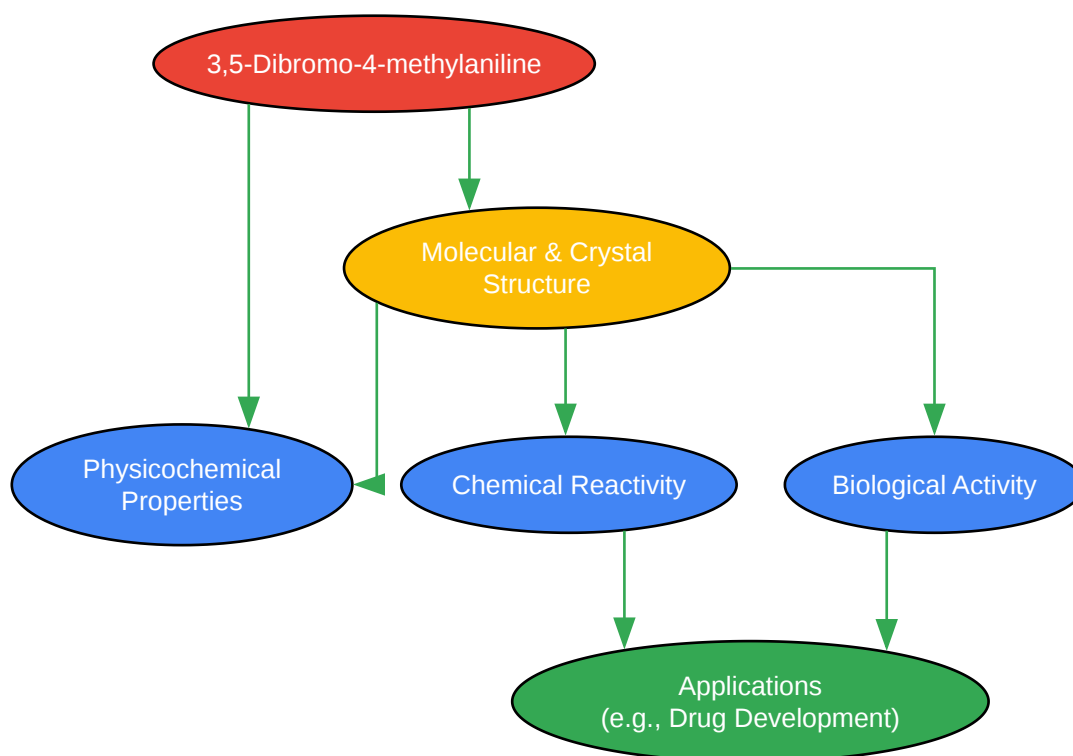 3,5-Dibromo-4-methylaniline
Molecular & Crystal
Structure
Physicochemical
Properties
Chemical Reactivity
Biological Activity
Applications
(e.g., Drug Development)